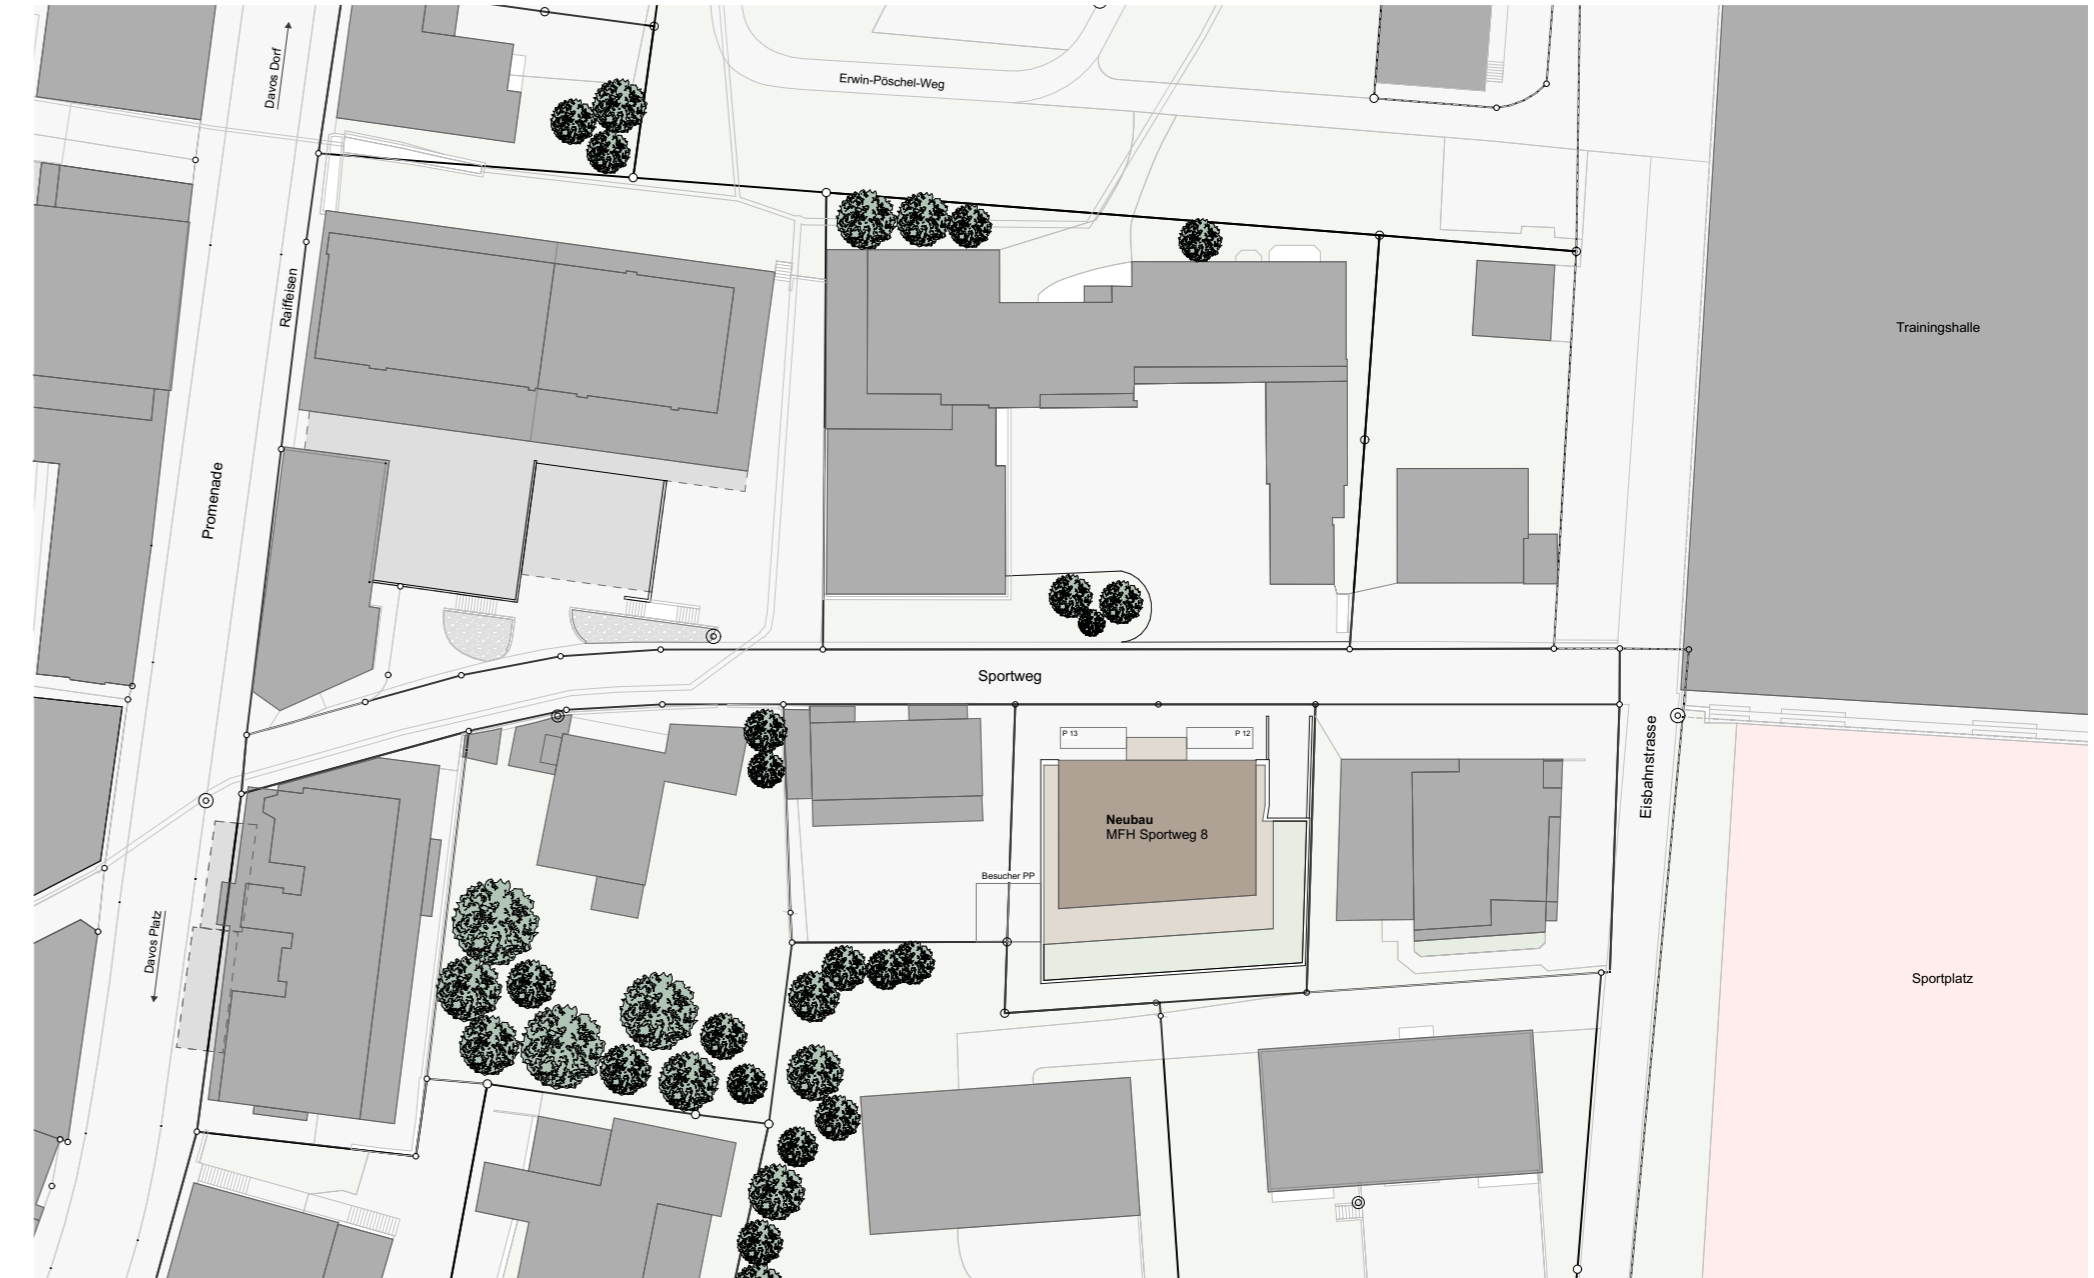 Davos Dorf
Erwin-Pöschel-Weg
Raiffeisen
Trainingshalle
Promenade
Sportweg
P 13
P 12
Eisbahnstrasse
Neubau
MFH Sportweg 8
Besucher PP
Davos Platz
Sportplatz